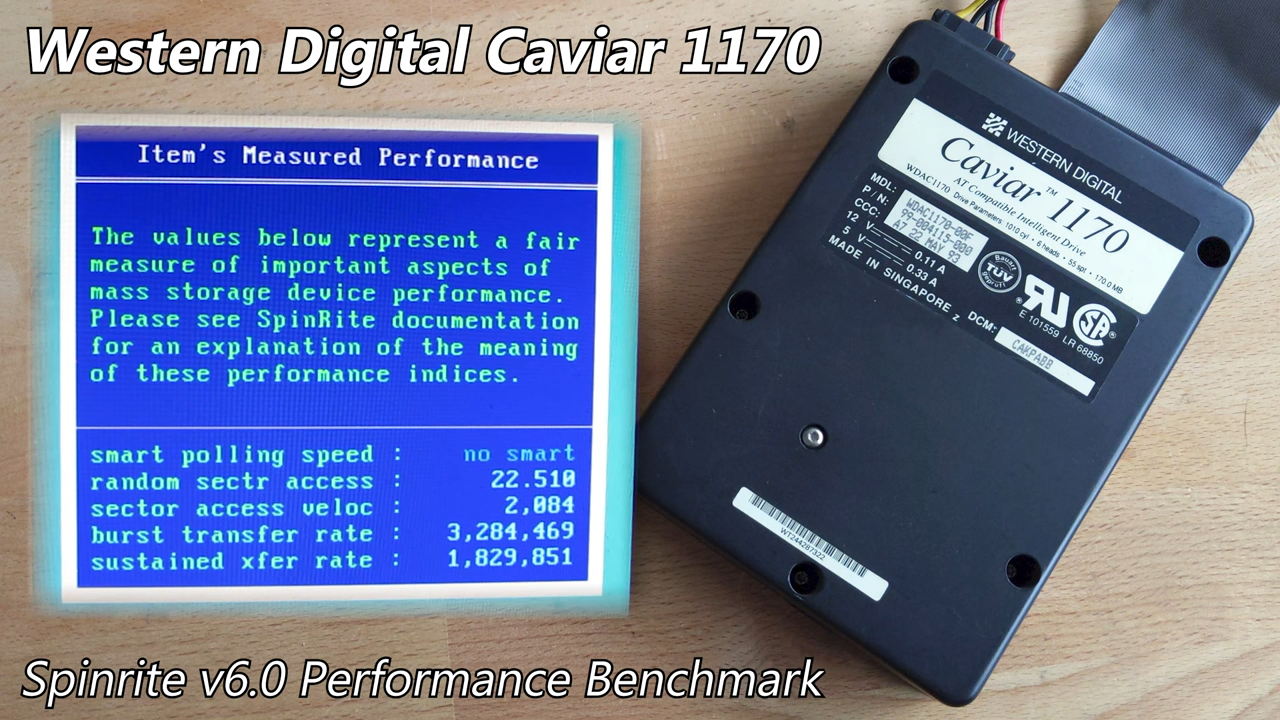 Western Digital Caviar 1170
Item's Measured Performance
The values below represent a fair
measure of important aspects of
mass storage device performance.
Please see SpinRite documentation
for an explanation of the meaning
of these performance indices.
smart polling speed : no smart
random sectr access : 22.510
sector access veloc : 2,084
burst transfer rate : 3,284,469
sustained xfer rate : 1,829,851
WESTERN DIGITAL
Caviar™ 1170
AT Compatible Intelligent Drive
WDAC1170 Drive Parameters: 1010 cyl • 6 heads • 55 spt • 170.0 MB
MDL: WDAC1170-00F
P/N: 99-004115-000
CCC: A7 22 MAY 93
12 V 0.11 A
5 V 0.33 A
MADE IN SINGAPORE z
DCM: CAKPABB
Bauart
TÜV
geprüft
E 101559
LR 68850
WT244287322
Spinrite v6.0 Performance Benchmark